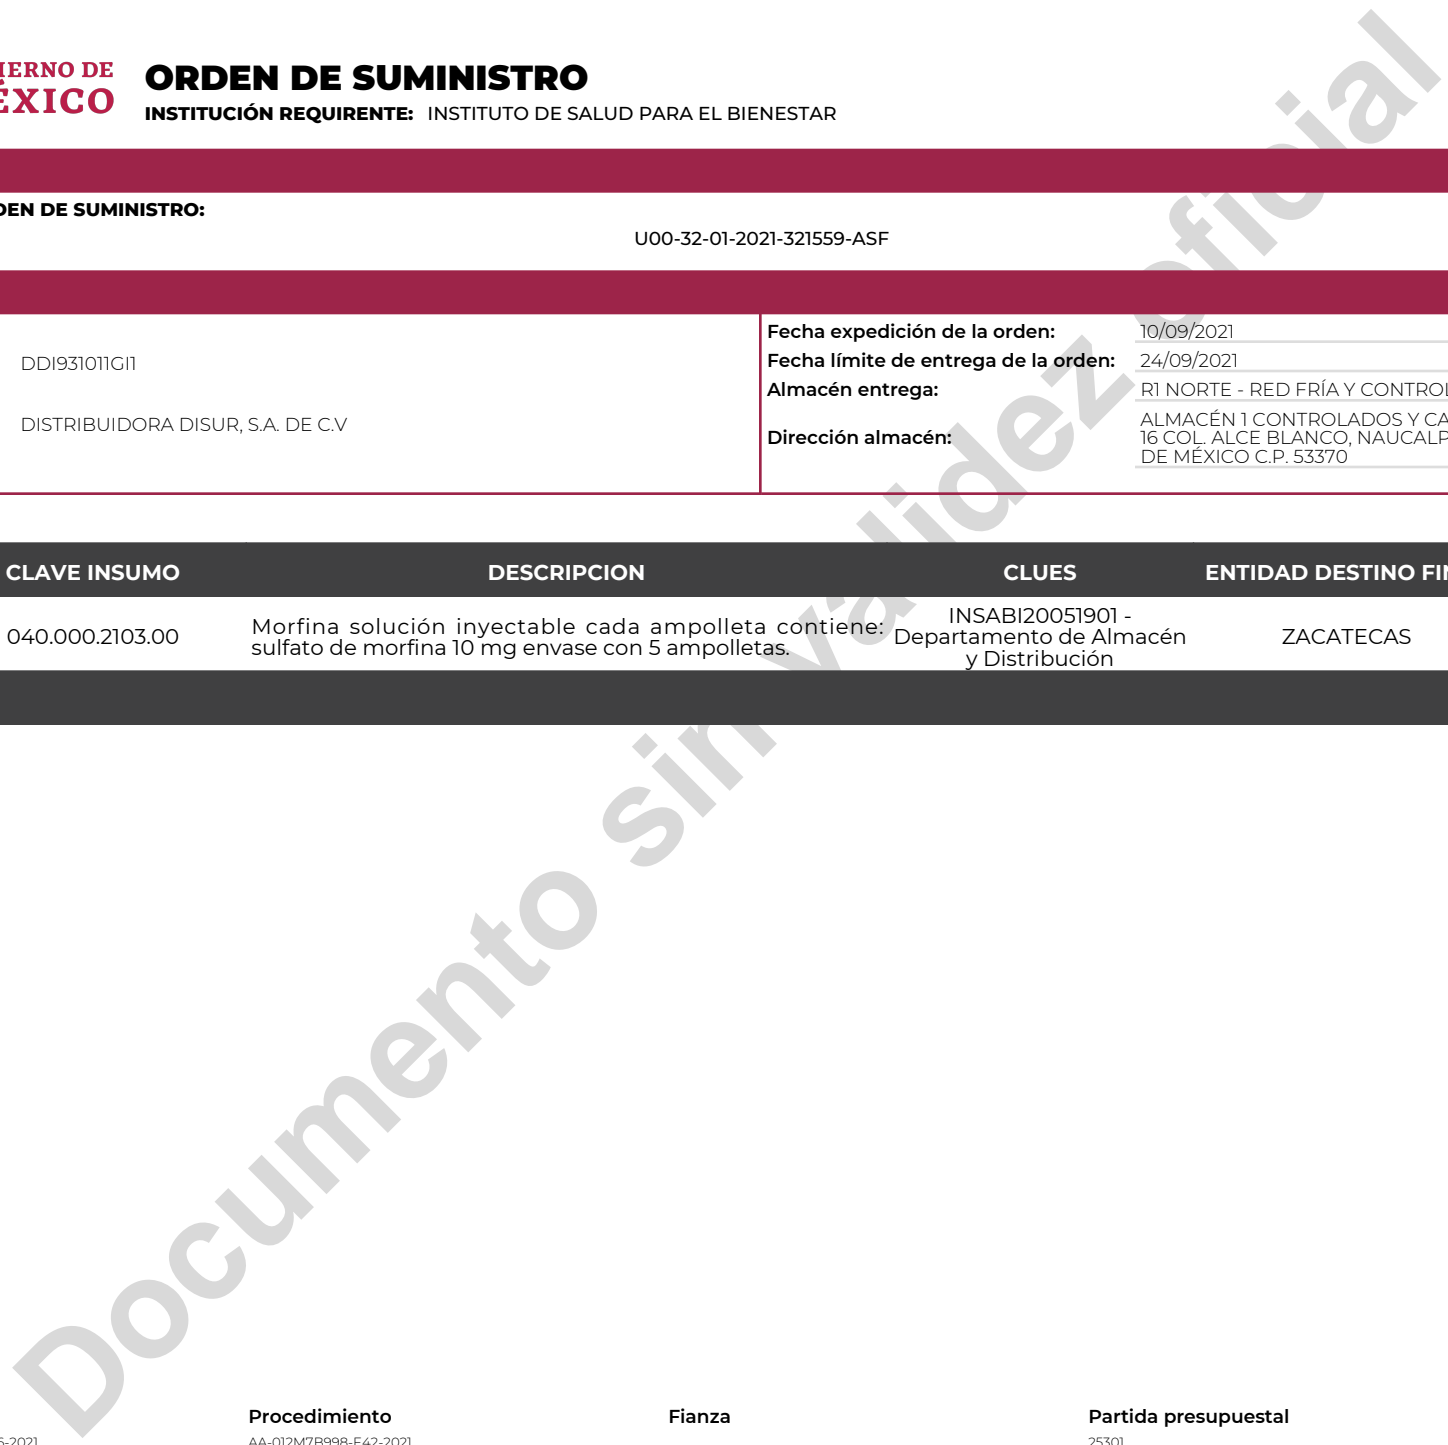 IERNO DE
ÉXICO
ORDEN DE SUMINISTRO
INSTITUCIÓN REQUIRENTE: INSTITUTO DE SALUD PARA EL BIENESTAR
DEN DE SUMINISTRO:
U00-32-01-2021-321559-ASF
DDI931011GI1
DISTRIBUIDORA DISUR, S.A. DE C.V
Fecha expedición de la orden: 10/09/2021
Fecha límite de entrega de la orden: 24/09/2021
Almacén entrega: R1 NORTE - RED FRÍA Y CONTROL
Dirección almacén:
ALMACÉN 1 CONTROLADOS Y CA
16 COL. ALCE BLANCO, NAUCALP
DE MÉXICO C.P. 53370
CLAVE INSUMO DESCRIPCION CLUES ENTIDAD DESTINO FIN
040.000.2103.00
Morfina solución inyectable cada ampolleta contiene:
sulfato de morfina 10 mg envase con 5 ampolletas.
INSABI20051901 -
Departamento de Almacén
y Distribución
ZACATECAS
Documento sin validez oficial
Procedimiento Fianza Partida presupuestal
6-2021 AA-012M7B998-E42-2021 25301